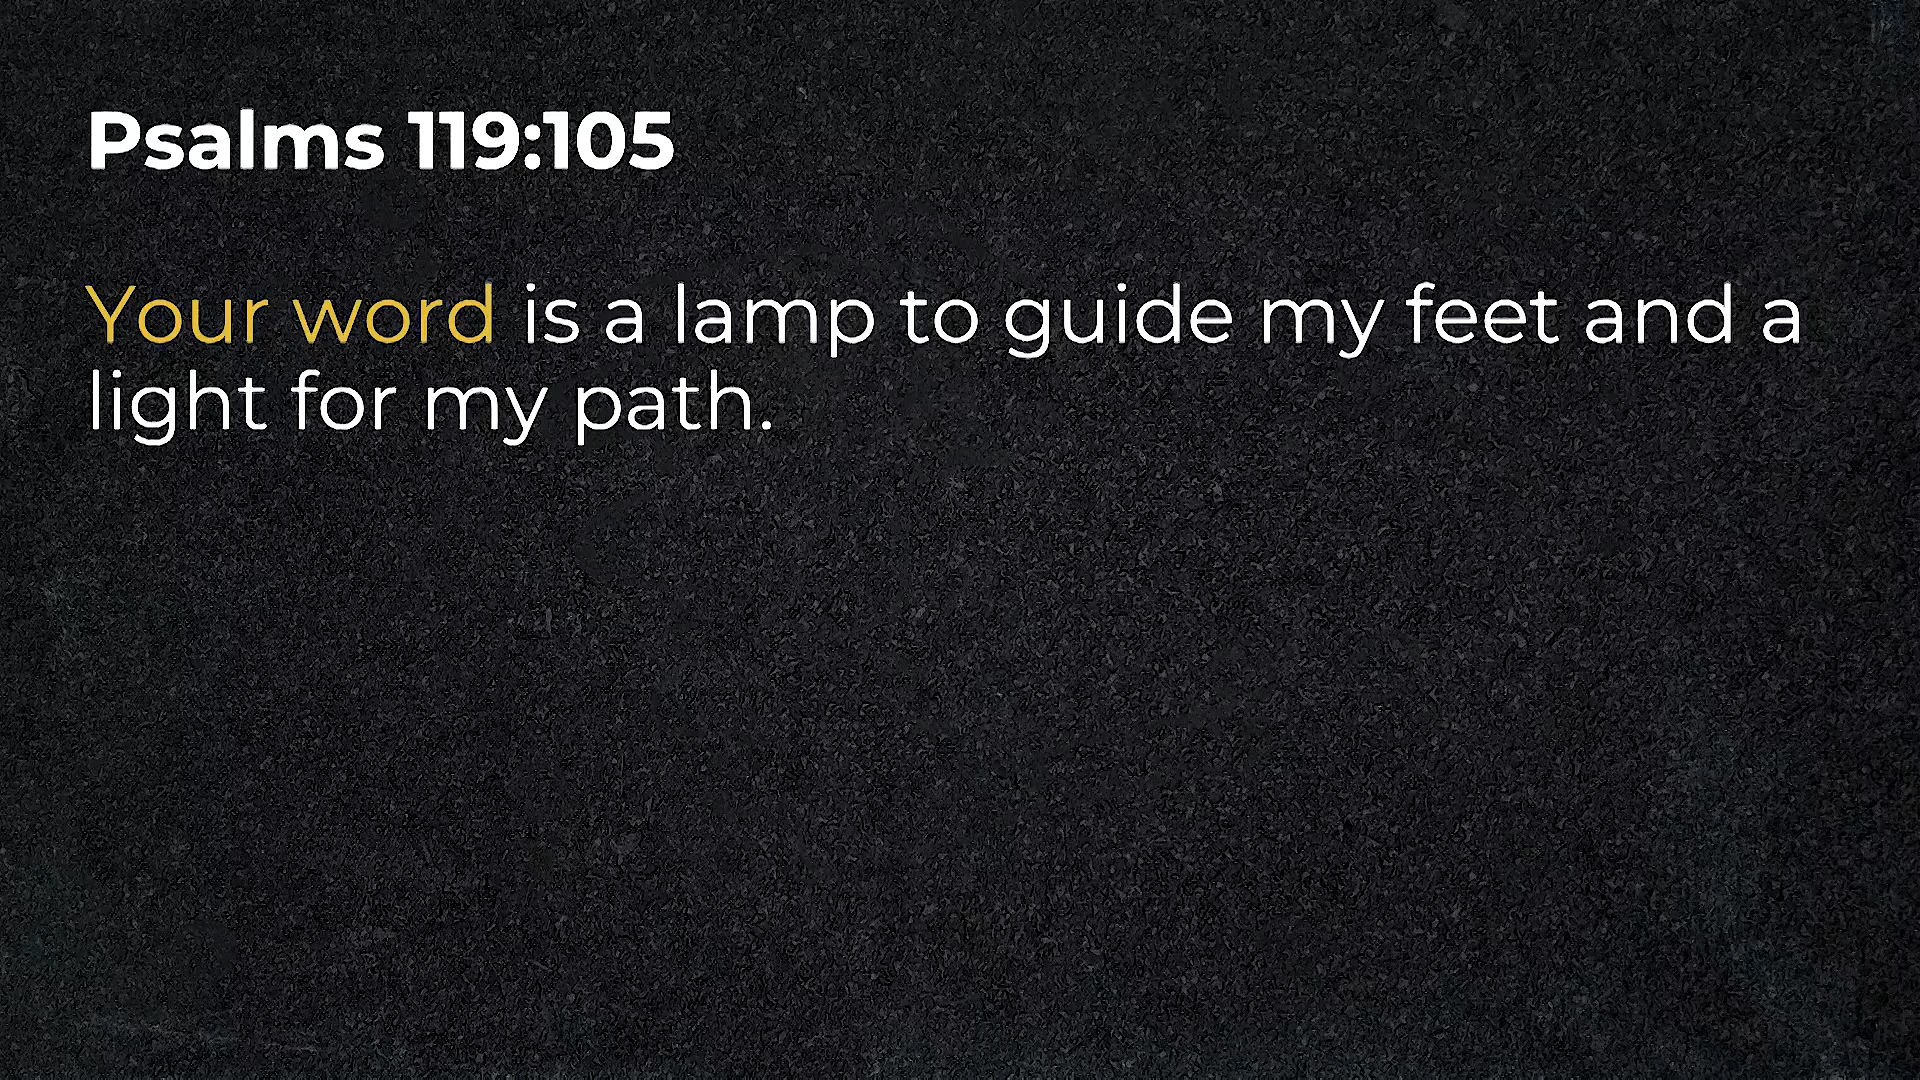 Psalms 119:105
Your word is a lamp to guide my feet and a
light for my path.